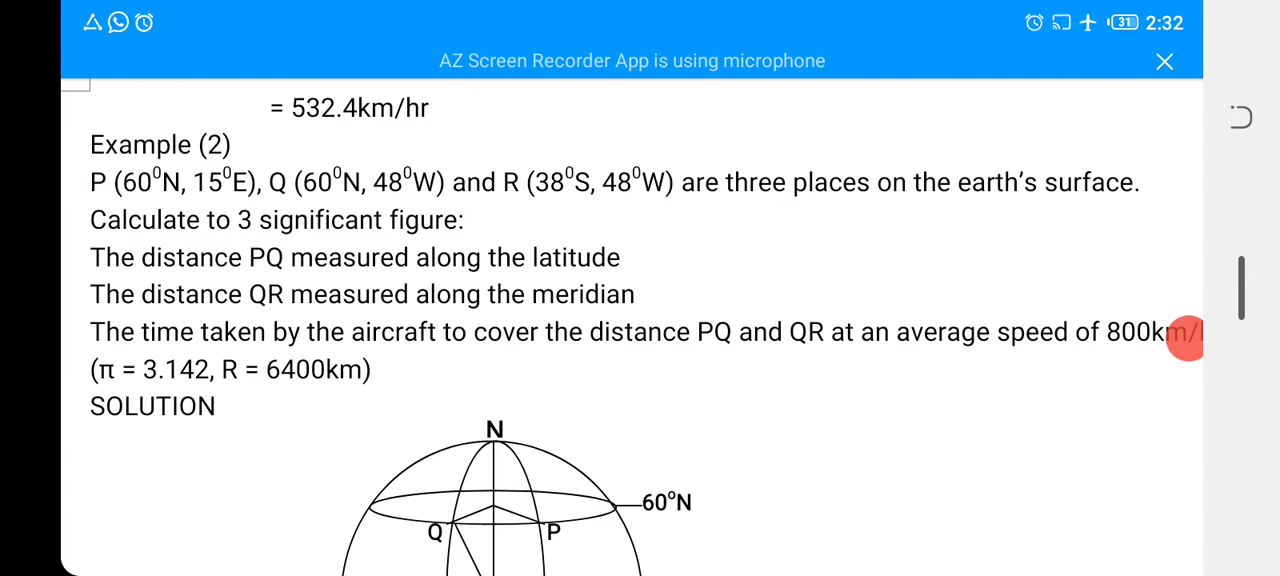 31 2:32
AZ Screen Recorder App is using microphone
= 532.4km/hr
Example (2)
P (60⁰N, 15⁰E), Q (60⁰N, 48⁰W) and R (38⁰S, 48⁰W) are three places on the earth’s surface.
Calculate to 3 significant figure:
The distance PQ measured along the latitude
The distance QR measured along the meridian
The time taken by the aircraft to cover the distance PQ and QR at an average speed of 800km/
(π = 3.142, R = 6400km)
SOLUTION
N
60⁰N
Q P